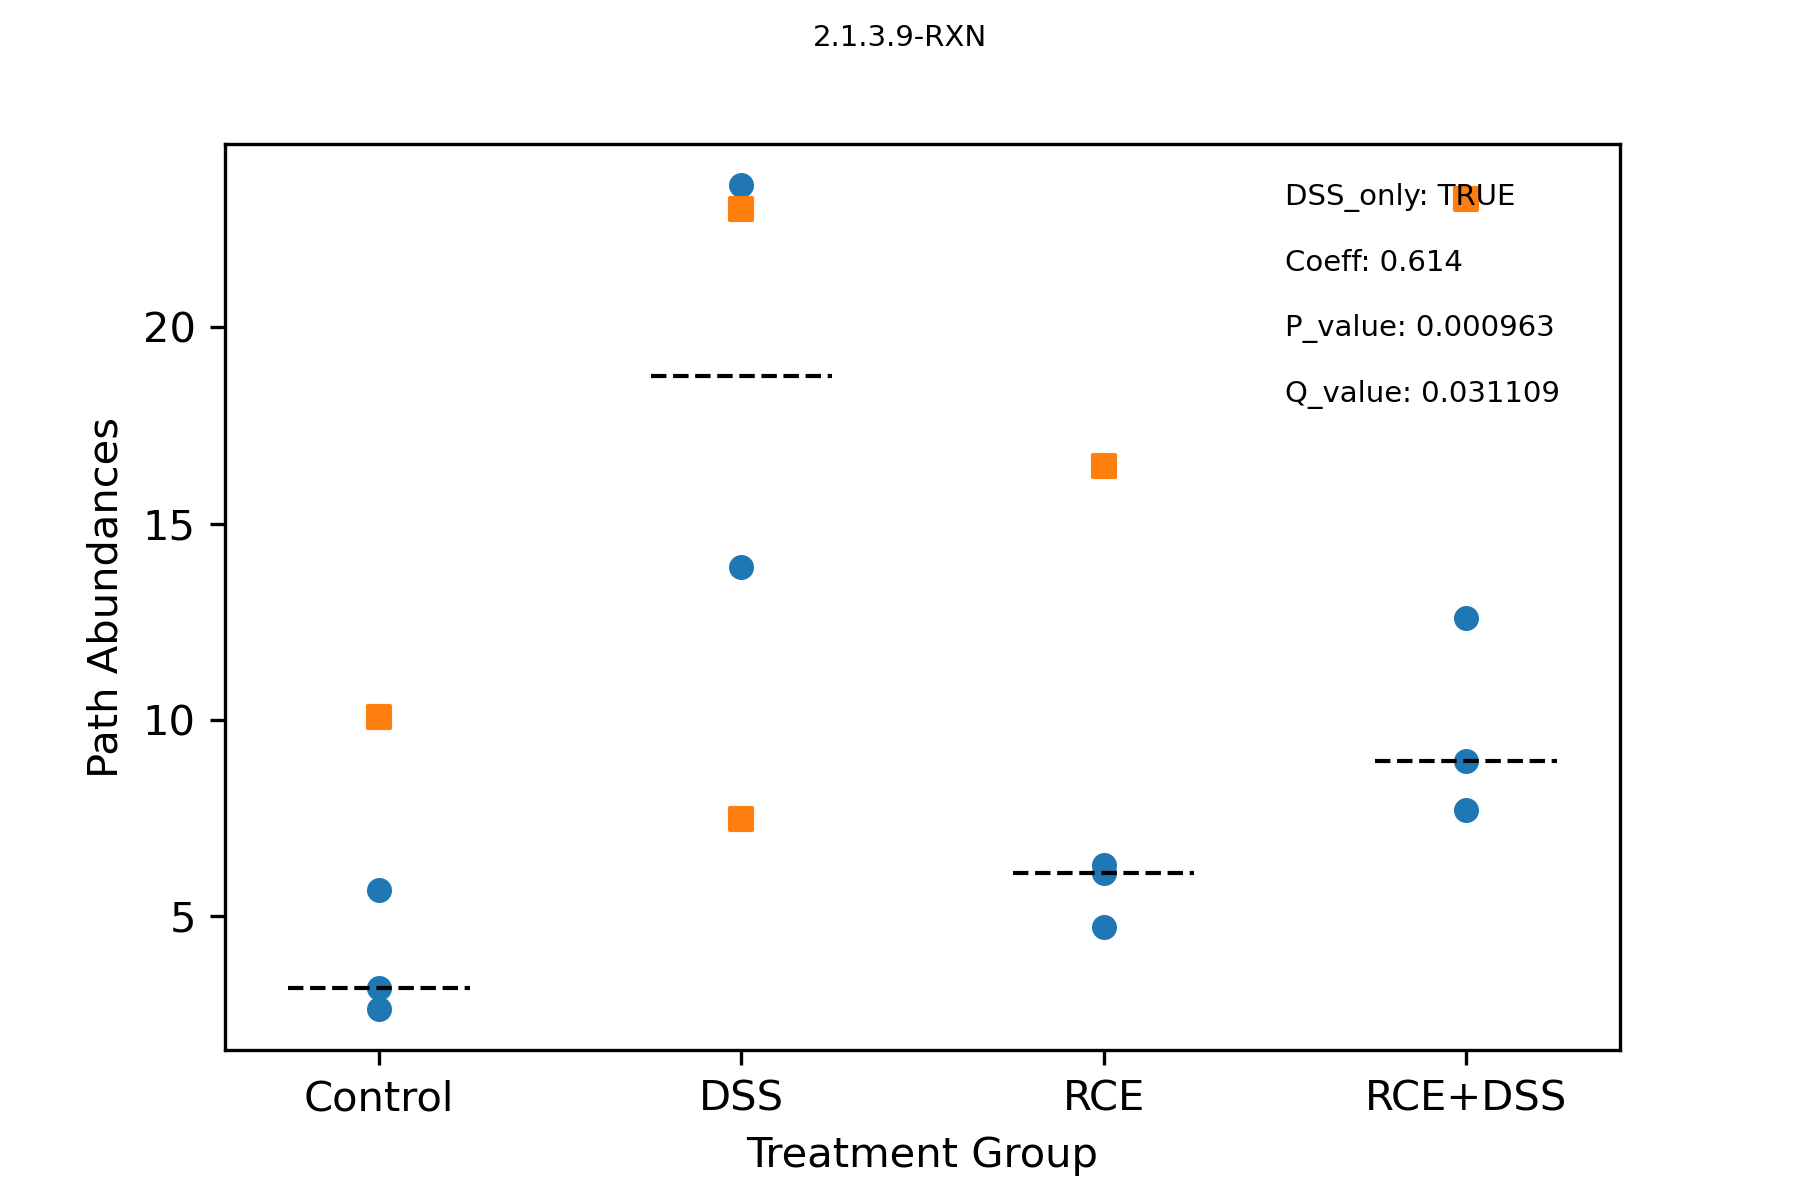 2.1.3.9-RXN
DSS_only: TRUE
Coeff: 0.614
P_value: 0.000963
Q_value: 0.031109
Path Abundances
20
15
10
5
Control DSS RCE RCE+DSS
Treatment Group